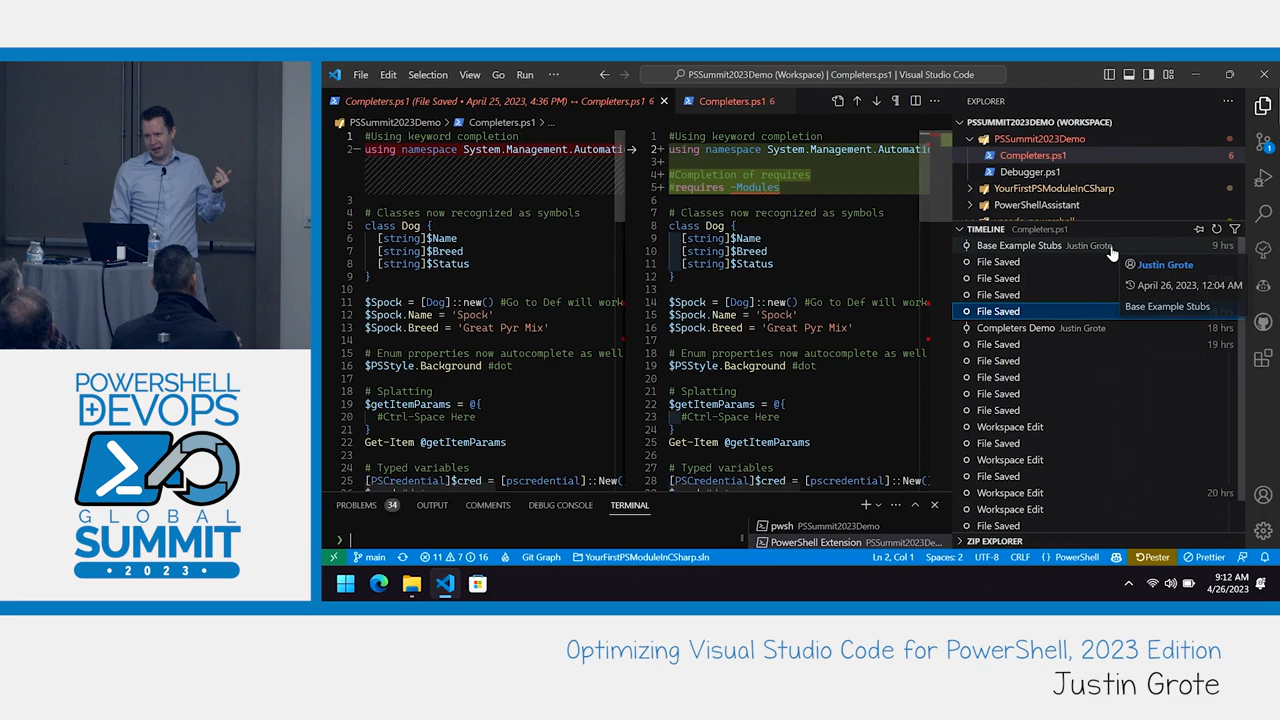 File Edit Selection View Go Run ···
PSSummit2023Demo (Workspace) | Completers.ps1 | Visual Studio Code
Completers.ps1 (File Saved • April 25, 2023, 4:36 PM) ↔ Completers.ps1 6
Completers.ps1 6
PSSummit2023Demo > Completers.ps1 > ...
1 #Using keyword completion
2− using namespace System.Management.Automati
3
4 # Classes now recognized as symbols
5 class Dog {
6 [string]$Name
7 [string]$Breed
8 [string]$Status
9 }
10
11 $Spock = [Dog]::new() #Go to Def will work
12 $Spock.Name = 'Spock'
13 $Spock.Breed = 'Great Pyr Mix'
14
15 # Enum properties now autocomplete as well
16 $PSStyle.Background #dot
17
18 # Splatting
19 $getItemParams = @{
20 #Ctrl-Space Here
21 }
22 Get-Item @getItemParams
23
24 # Typed variables
25 [PSCredential]$cred = [pscredential]::New(
26
1 #Using keyword completion
2+ using namespace System.Management.Automati
3+
4+ #Completion of requires
5+ #requires -Modules
6
7 # Classes now recognized as symbols
8 class Dog {
9 [string]$Name
10 [string]$Breed
11 [string]$Status
12 }
13
14 $Spock = [Dog]::new() #Go to Def will work
15 $Spock.Name = 'Spock'
16 $Spock.Breed = 'Great Pyr Mix'
17
18 # Enum properties now autocomplete as well
19 $PSStyle.Background #dot
20
21 # Splatting
22 $getItemParams = @{
23 #Ctrl-Space Here
24 }
25 Get-Item @getItemParams
26
27 # Typed variables
28 [PSCredential]$cred = [pscredential]::New(
29
EXPLORER
PSSUMMIT2023DEMO (WORKSPACE)
PSSummit2023Demo
Completers.ps1 6
Debugger.ps1
YourFirstPSModuleInCSharp
PowerShellAssistant
TIMELINE Completers.ps1
Base Example Stubs Justin Grote 9 hrs
File Saved
File Saved
File Saved
File Saved
Justin Grote
April 26, 2023, 12:04 AM
Base Example Stubs
Completers Demo Justin Grote 18 hrs
File Saved 19 hrs
File Saved
File Saved
File Saved
File Saved
Workspace Edit
File Saved
Workspace Edit
File Saved
Workspace Edit 20 hrs
Workspace Edit
File Saved
ZIP EXPLORER
PROBLEMS 34 OUTPUT COMMENTS DEBUG CONSOLE TERMINAL
pwsh PSSummit2023Demo
PowerShell Extension PSSummit2023De...
main 11 7 16 Git Graph YourFirstPSModuleInCSharp.sln Ln 2, Col 1 Spaces: 2 UTF-8 CRLF PowerShell Pester Prettier
9:12 AM
4/26/2023
POWERSHELL
+DEVOPS
GLOBAL
SUMMIT
2023
Optimizing Visual Studio Code for PowerShell, 2023 Edition
Justin Grote